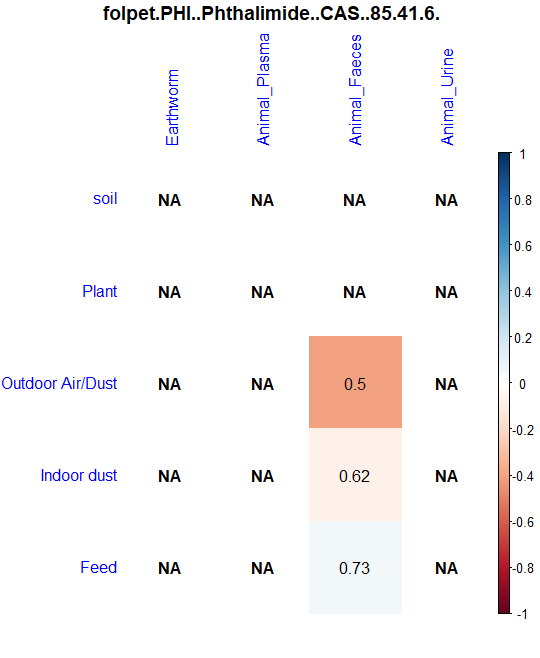 folpet.PHI..Phthalimide..CAS..85.41.6.
Earthworm Animal_Plasma Animal_Faeces Animal_Urine
soil NA NA NA NA
Plant NA NA NA NA
Outdoor Air/Dust NA NA 0.5 NA
Indoor dust NA NA 0.62 NA
Feed NA NA 0.73 NA
1
0.8
0.6
0.4
0.2
0
-0.2
-0.4
-0.6
-0.8
-1